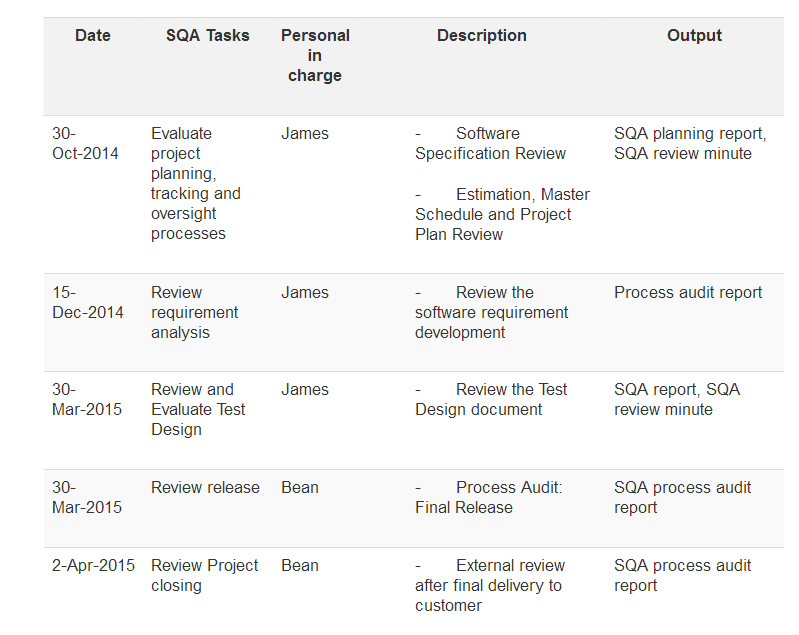 Date SQA Tasks Personal in charge Description Output
30-Oct-2014 Evaluate project planning, tracking and oversight processes James - Software Specification Review - Estimation, Master Schedule and Project Plan Review SQA planning report, SQA review minute
15-Dec-2014 Review requirement analysis James - Review the software requirement development Process audit report
30-Mar-2015 Review and Evaluate Test Design James - Review the Test Design document SQA report, SQA review minute
30-Mar-2015 Review release Bean - Process Audit: Final Release SQA process audit report
2-Apr-2015 Review Project closing Bean - External review after final delivery to customer SQA process audit report